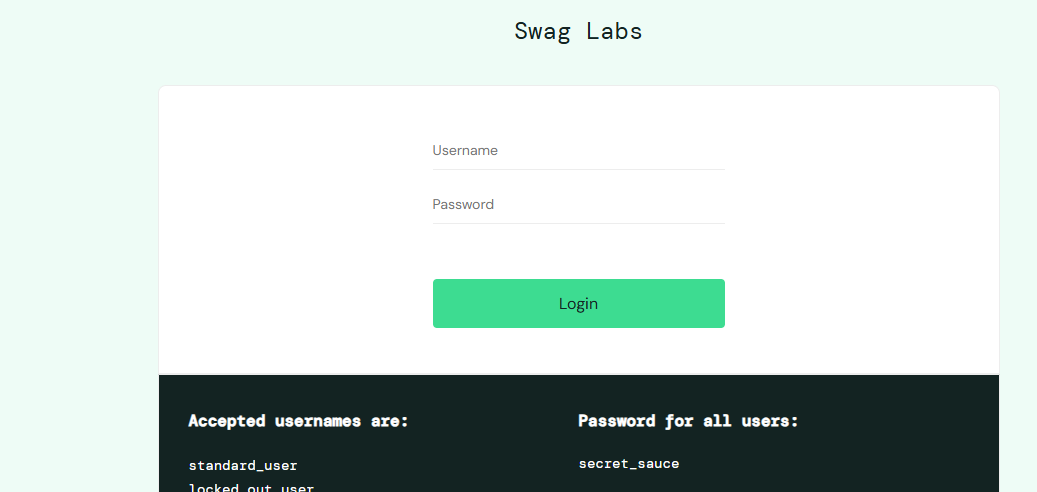 Swag Labs
Username
Password
Login
Accepted usernames are:
standard_user
locked_out_user
Password for all users:
secret_sauce